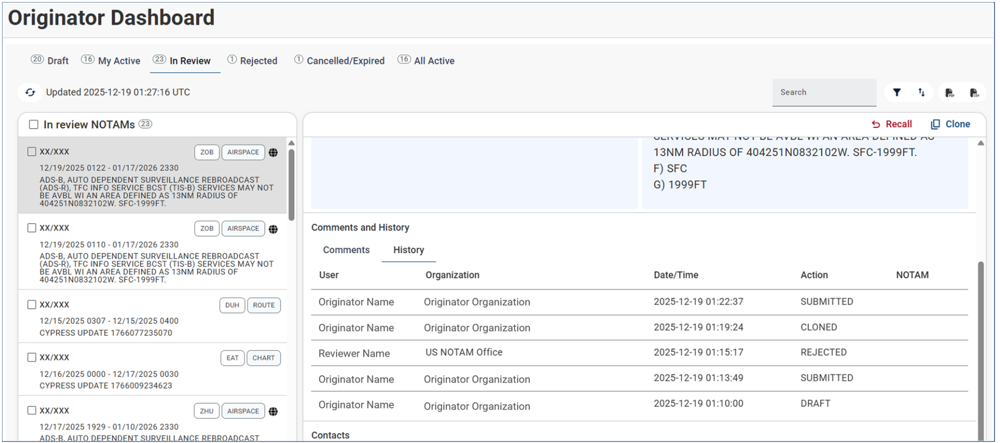 Originator Dashboard
20 Draft 16 My Active 23 In Review 1 Rejected 1 Cancelled/Expired 16 All Active
Updated 2025-12-19 01:27:16 UTC
Search
PDF CSV
In review NOTAMs 23
XX/XXX ZOB AIRSPACE
12/19/2025 0122 - 01/17/2026 2330
ADS-B, AUTO DEPENDENT SURVEILLANCE REBROADCAST
(ADS-R), TFC INFO SERVICE BCST (TIS-B) SERVICES MAY NOT
BE AVBL WI AN AREA DEFINED AS 13NM RADIUS OF
404251N0832102W. SFC-1999FT.
XX/XXX ZOB AIRSPACE
12/19/2025 0110 - 01/17/2026 2330
ADS-B, AUTO DEPENDENT SURVEILLANCE REBROADCAST
(ADS-R), TFC INFO SERVICE BCST (TIS-B) SERVICES MAY NOT
BE AVBL WI AN AREA DEFINED AS 13NM RADIUS OF
404251N0832102W. SFC-1999FT.
XX/XXX DUH ROUTE
12/15/2025 0307 - 12/15/2025 0400
CYPRESS UPDATE 1766077235070
XX/XXX EAT CHART
12/16/2025 0000 - 12/17/2025 0030
CYPRESS UPDATE 1766009234623
XX/XXX ZHU AIRSPACE
12/17/2025 1929 - 01/10/2026 2330
ADS-B, AUTO DEPENDENT SURVEILLANCE REBROADCAST
Recall Clone
SERVICES MAY NOT BE AVBL WI AN AREA DEFINED AS
13NM RADIUS OF 404251N0832102W. SFC-1999FT.
F) SFC
G) 1999FT
Comments and History
Comments History
User Organization Date/Time Action NOTAM
Originator Name Originator Organization 2025-12-19 01:22:37 SUBMITTED
Originator Name Originator Organization 2025-12-19 01:19:24 CLONED
Reviewer Name US NOTAM Office 2025-12-19 01:15:17 REJECTED
Originator Name Originator Organization 2025-12-19 01:13:49 SUBMITTED
Originator Name Originator Organization 2025-12-19 01:10:00 DRAFT
Contacts